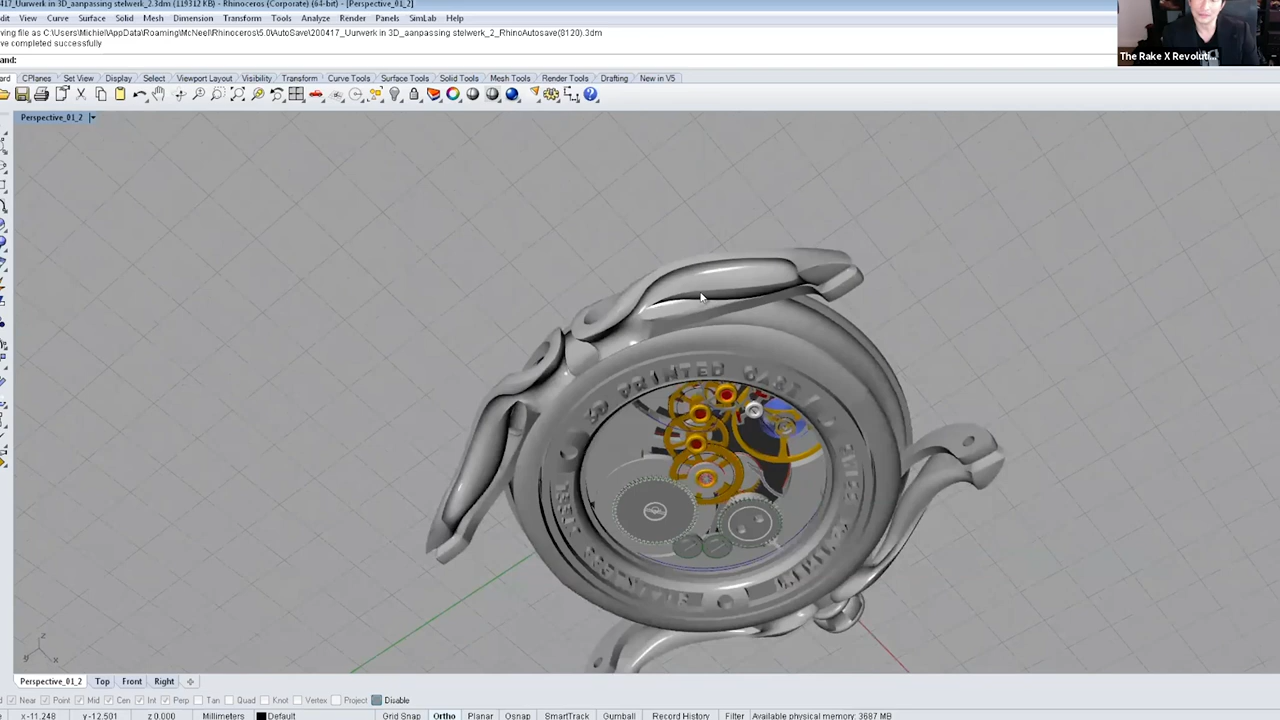 417_Uurwerk in 3D_aanpassing stelwerk_2.3dm (119312 KB) - Rhinoceros (Corporate) (64-bit) - [Perspective_01_2]
dit View Curve Surface Solid Mesh Dimension Transform Tools Analyze Render Panels SimLab Help
ving file as C:\Users\Michiel\AppData\Roaming\McNeel\Rhinoceros\5.0\AutoSave\200417_Uurwerk in 3D_aanpassing stelwerk_2_RhinoAutosave(8120).3dm
ve completed successfully
and:
The Rake X Revoluti...
ard CPlanes Set View Display Select Viewport Layout Visibility Transform Curve Tools Surface Tools Solid Tools Mesh Tools Render Tools Drafting New in V5
Perspective_01_2
3D PRINTED CASE
SWISS
z
y x
Perspective_01_2 Top Front Right
d Near Point Mid Cen Int Perp Tan Quad Knot Vertex Project Disable
e x-11.248 y-12.501 z 0.000 Millimeters Default Grid Snap Ortho Planar Osnap SmartTrack Gumball Record History Filter Available physical memory: 3687 MB